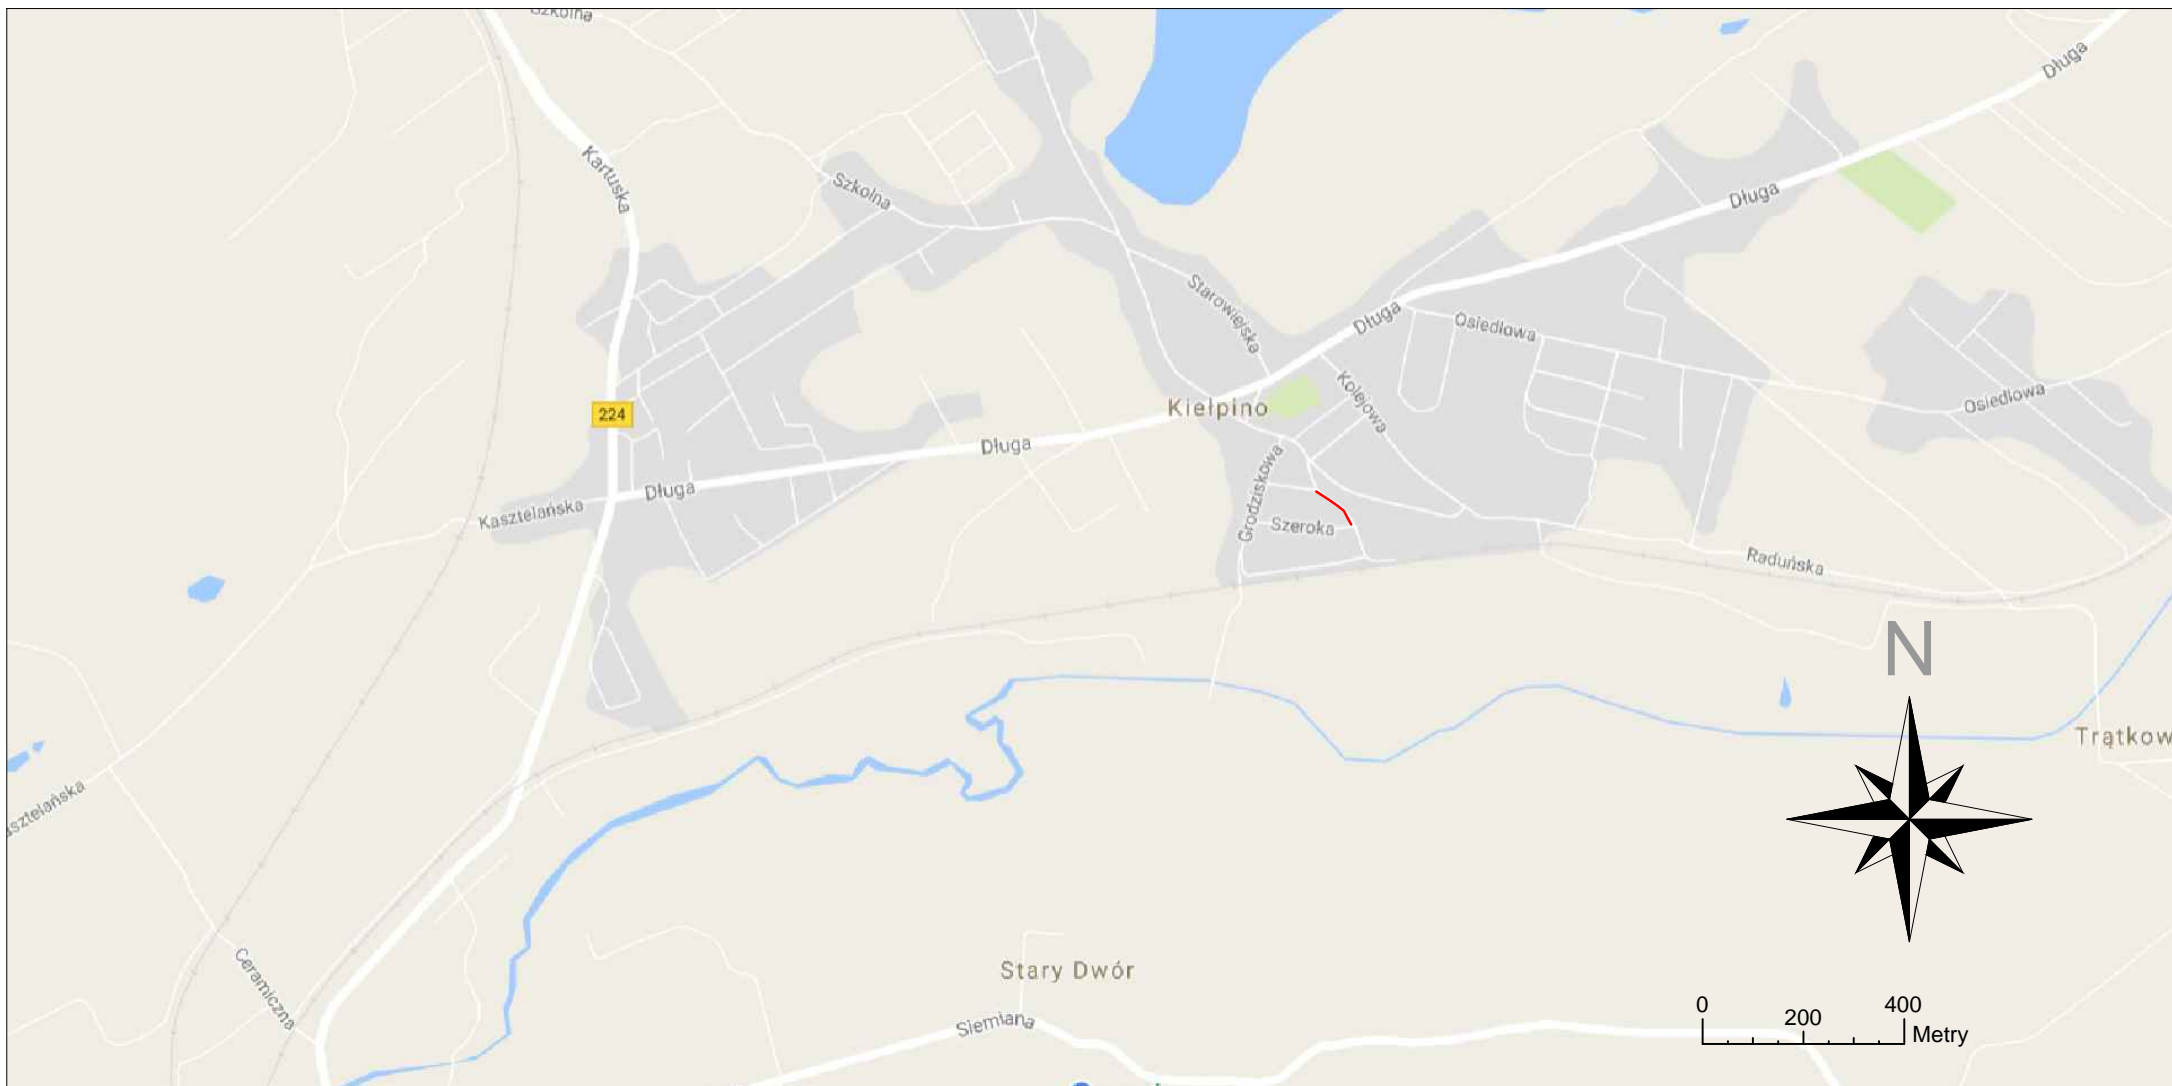 Szkolna
Długa
Kartuska
Szkolna
Długa
Starowiejska
Długa
Osiedlowa
Kolejowa
Osiedlowa
224
Kiełpino
Długa
Grodziskowa
Długa
Kasztelańska
Szeroka
Raduńska
N
Trątkow
asztelańska
Ceramiczna
Stary Dwór
Siemiana
0 200 400
Metry